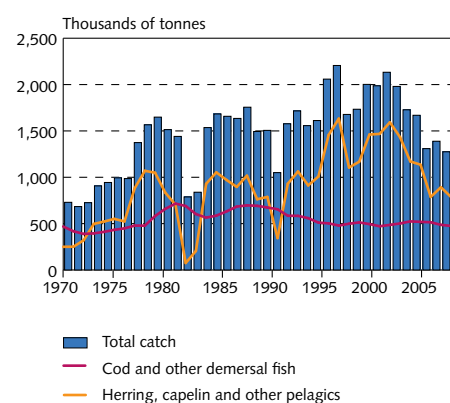 Thousands of tonnes
2,500
2,000
1,500
1,000
500
0
1970 1975 1980 1985 1990 1995 2000 2005
Total catch
Cod and other demersal fish
Herring, capelin and other pelagics